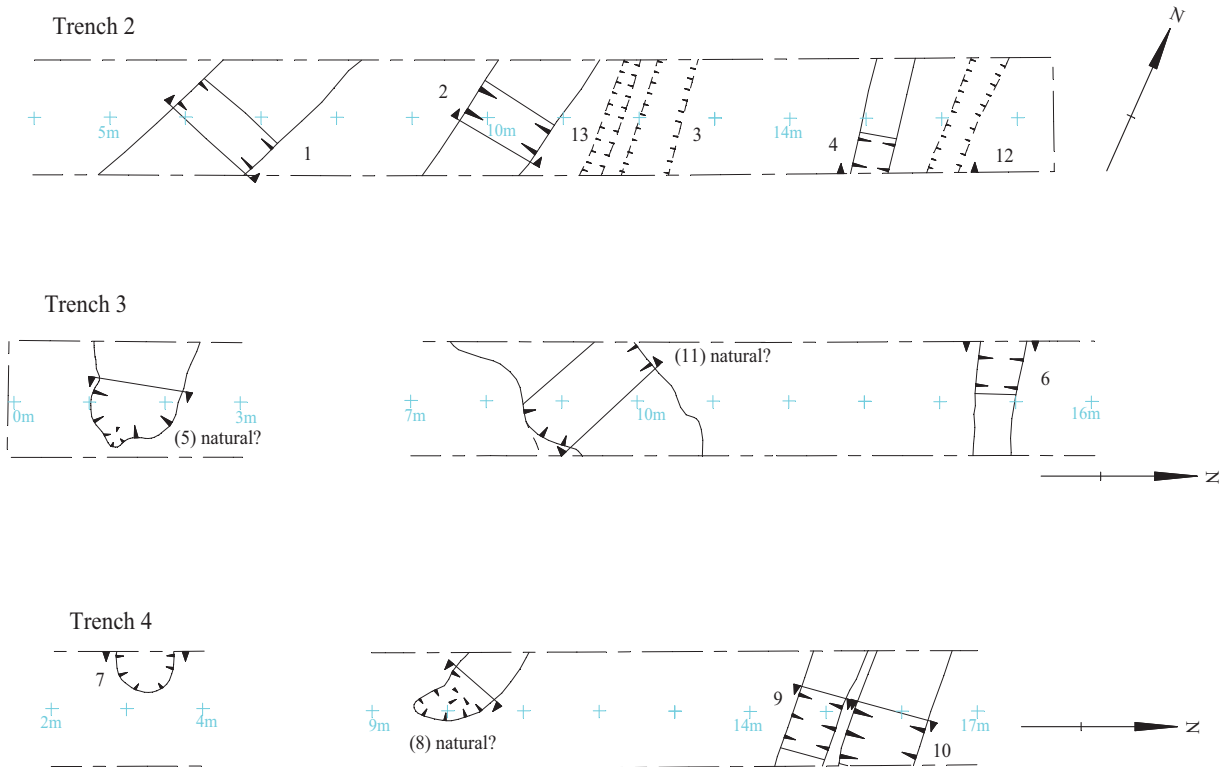 Trench 2
N
5m
1
2
10m
13
3
14m
4
12
Trench 3
0m
3m
(5) natural?
7m
10m
(11) natural?
6
16m
N
Trench 4
7
2m
4m
9m
(8) natural?
14m
9
10
17m
N